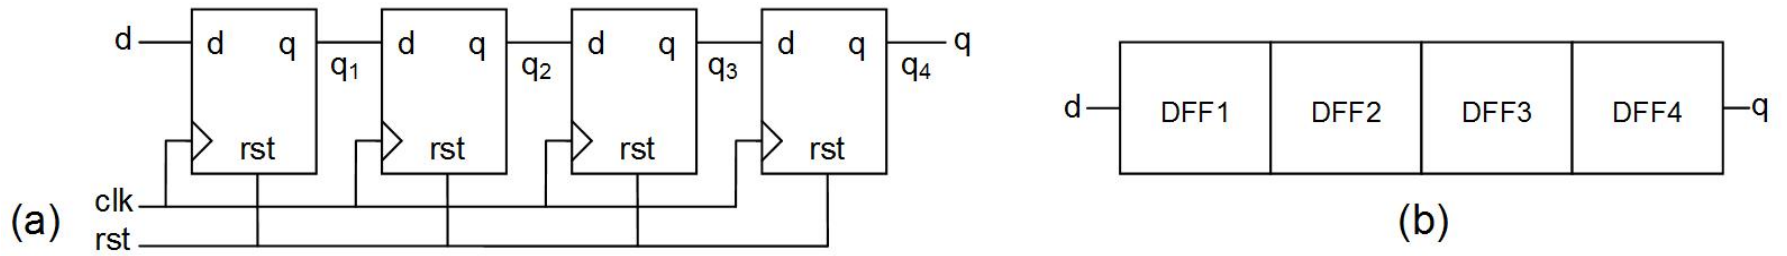 d d q d q d q d q q
q1 q2 q3 q4
rst rst rst rst
clk
rst
(a)
d DFF1 DFF2 DFF3 DFF4 q
(b)